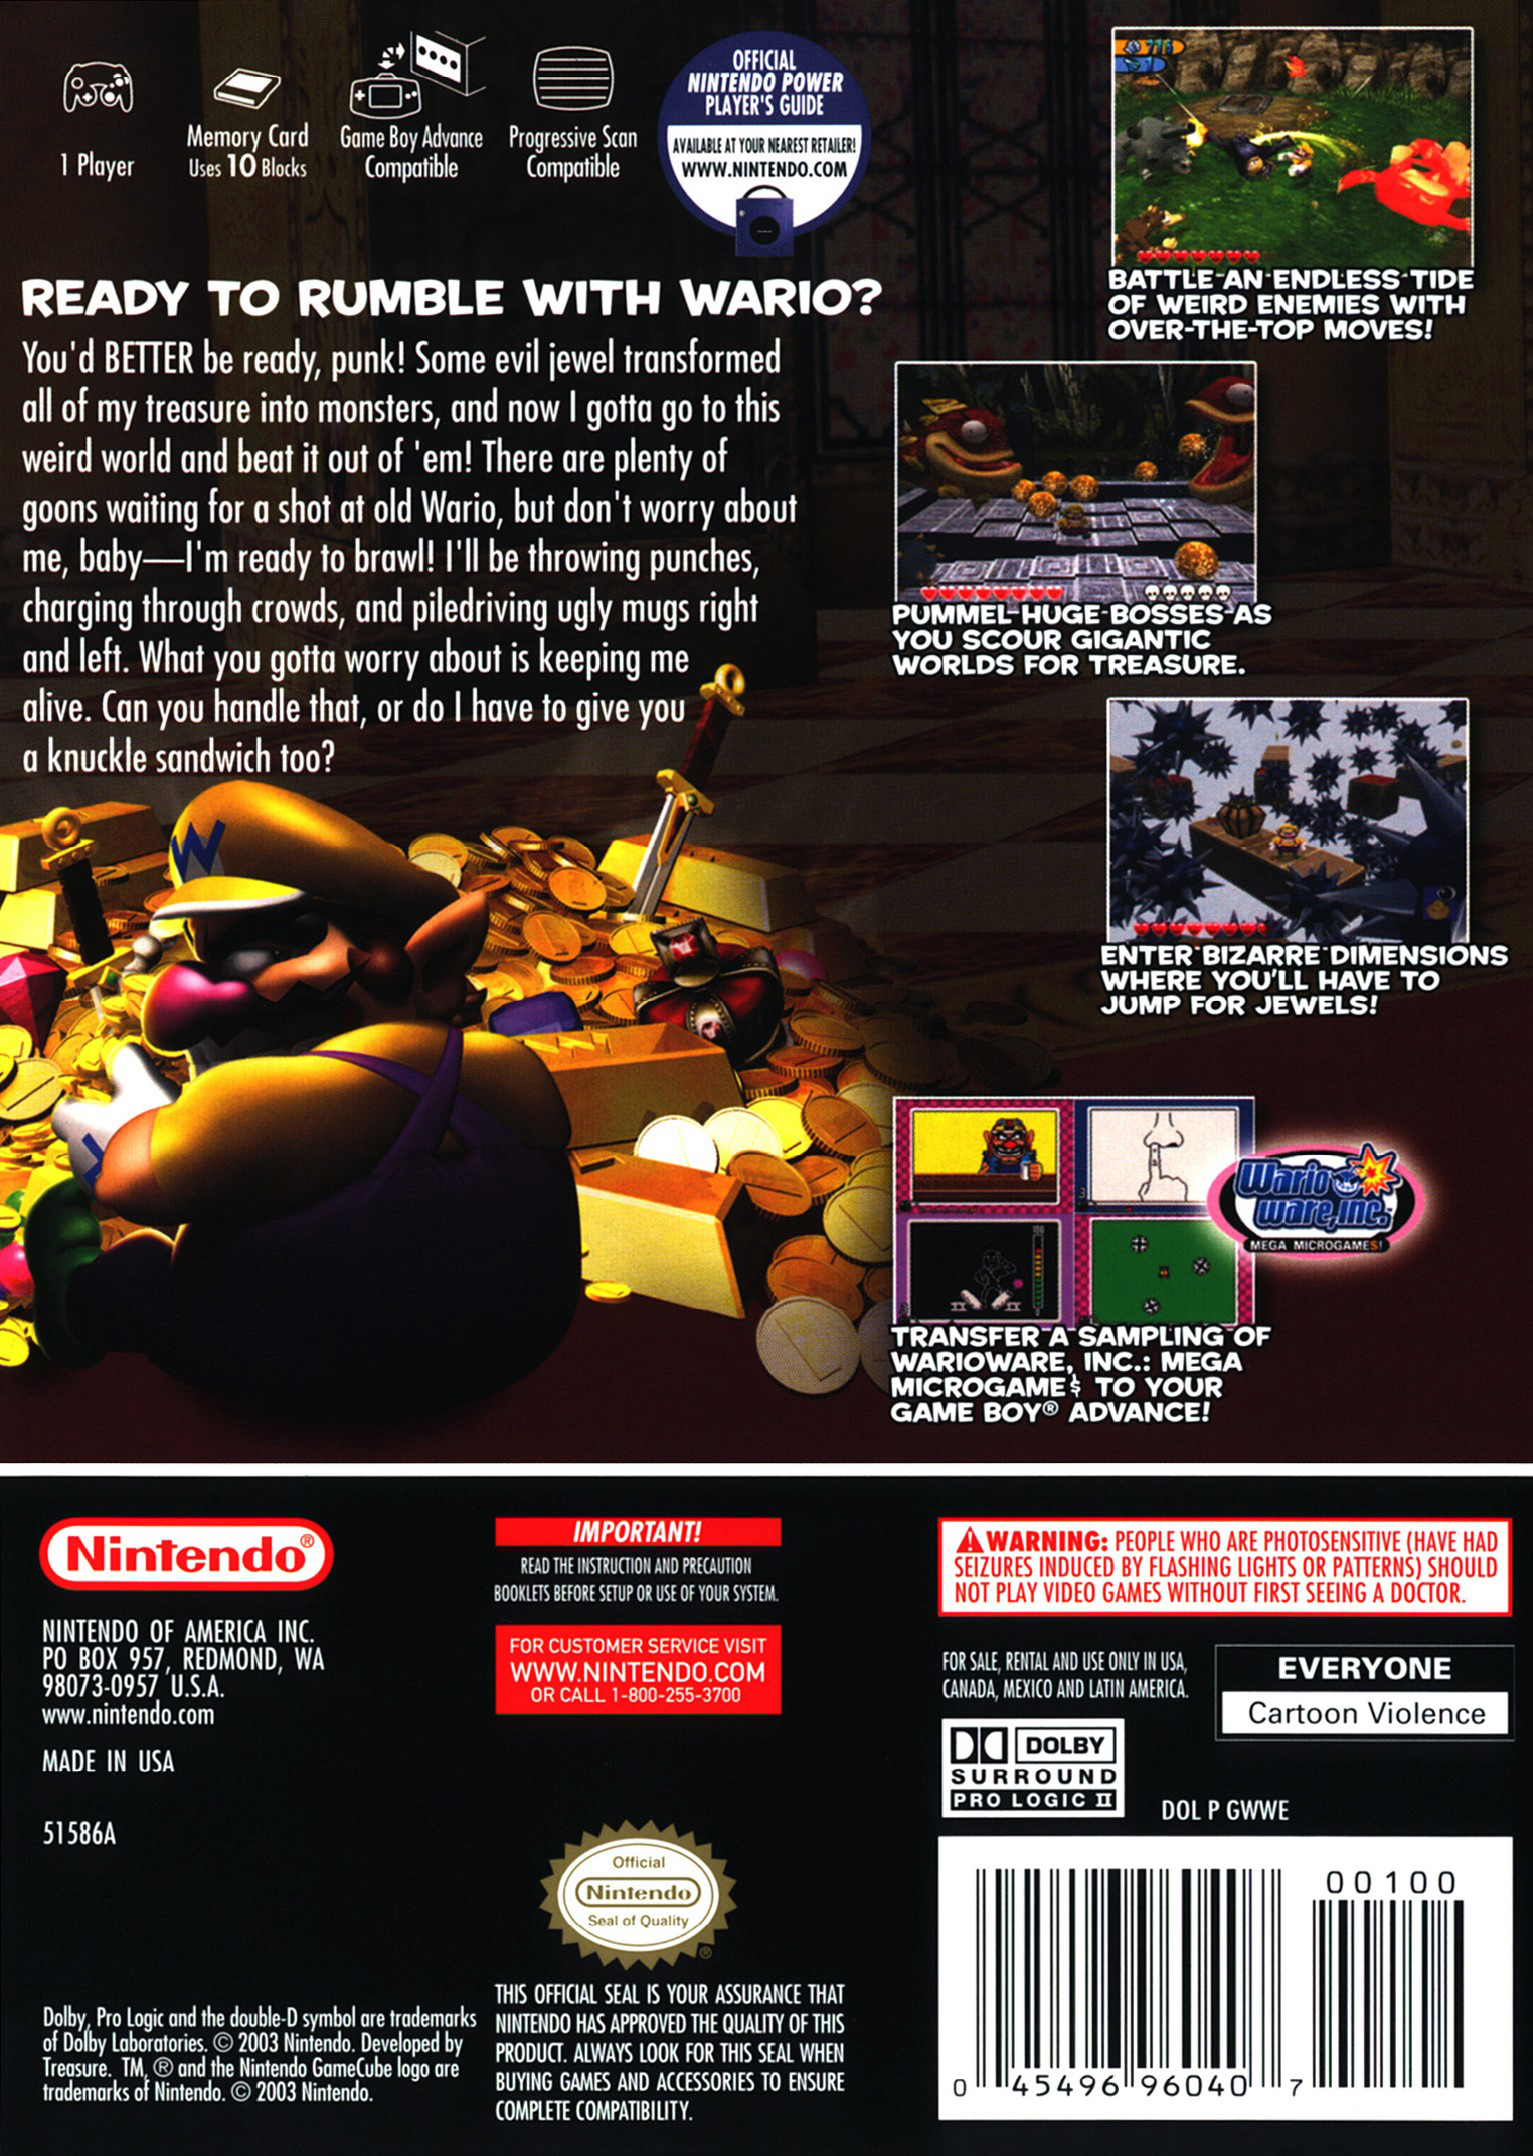 1 Player
Memory Card
Uses 10 Blocks
Game Boy Advance
Compatible
Progressive Scan
Compatible
OFFICIAL
NINTENDO POWER
PLAYER'S GUIDE
AVAILABLE AT YOUR NEAREST RETAILER!
WWW.NINTENDO.COM
READY TO RUMBLE WITH WARIO?
You'd BETTER be ready, punk! Some evil jewel transformed
all of my treasure into monsters, and now I gotta go to this
weird world and beat it out of 'em! There are plenty of
goons waiting for a shot at old Wario, but don't worry about
me, baby—I'm ready to brawl! I'll be throwing punches,
charging through crowds, and piledriving ugly mugs right
and left. What you gotta worry about is keeping me
alive. Can you handle that, or do I have to give you
a knuckle sandwich too?
W
BATTLE AN ENDLESS TIDE
OF WEIRD ENEMIES WITH
OVER-THE-TOP MOVES!
PUMMEL HUGE BOSSES AS
YOU SCOUR GIGANTIC
WORLDS FOR TREASURE.
ENTER BIZARRE DIMENSIONS
WHERE YOU'LL HAVE TO
JUMP FOR JEWELS!
Wario
Ware,Inc.
MEGA MICROGAME$!
TRANSFER A SAMPLING OF
WARIOWARE, INC.: MEGA
MICROGAME$ TO YOUR
GAME BOY® ADVANCE!
Nintendo®
NINTENDO OF AMERICA INC.
PO BOX 957, REDMOND, WA
98073-0957 U.S.A.
www.nintendo.com
MADE IN USA
51586A
Dolby, Pro Logic and the double-D symbol are trademarks
of Dolby Laboratories. © 2003 Nintendo. Developed by
Treasure. TM, ® and the Nintendo GameCube logo are
trademarks of Nintendo. © 2003 Nintendo.
IMPORTANT!
READ THE INSTRUCTION AND PRECAUTION
BOOKLETS BEFORE SETUP OR USE OF YOUR SYSTEM.
FOR CUSTOMER SERVICE VISIT
WWW.NINTENDO.COM
OR CALL 1-800-255-3700
Official
Nintendo
Seal of Quality
®
THIS OFFICIAL SEAL IS YOUR ASSURANCE THAT
NINTENDO HAS APPROVED THE QUALITY OF THIS
PRODUCT. ALWAYS LOOK FOR THIS SEAL WHEN
BUYING GAMES AND ACCESSORIES TO ENSURE
COMPLETE COMPATIBILITY.
WARNING: PEOPLE WHO ARE PHOTOSENSITIVE (HAVE HAD
SEIZURES INDUCED BY FLASHING LIGHTS OR PATTERNS) SHOULD
NOT PLAY VIDEO GAMES WITHOUT FIRST SEEING A DOCTOR.
FOR SALE, RENTAL AND USE ONLY IN USA,
CANADA, MEXICO AND LATIN AMERICA.
EVERYONE
Cartoon Violence
DOLBY
SURROUND
PRO LOGIC II
DOL P GWWE
00100
0 45496 96040 7